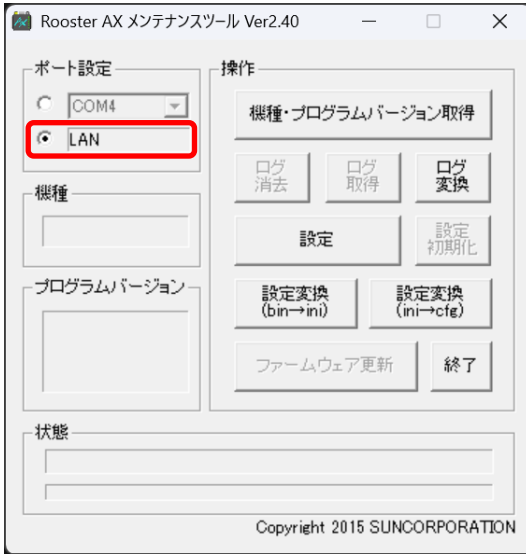 Rooster AX メンテナンスツール Ver2.40
ポート設定
COM4
LAN
機種
プログラムバージョン
操作
機種・プログラムバージョン取得
ログ
消去
ログ
取得
ログ
変換
設定
設定
初期化
設定変換
(bin→ini)
設定変換
(ini→cfg)
ファームウェア更新
終了
状態
Copyright 2015 SUNCORPORATION